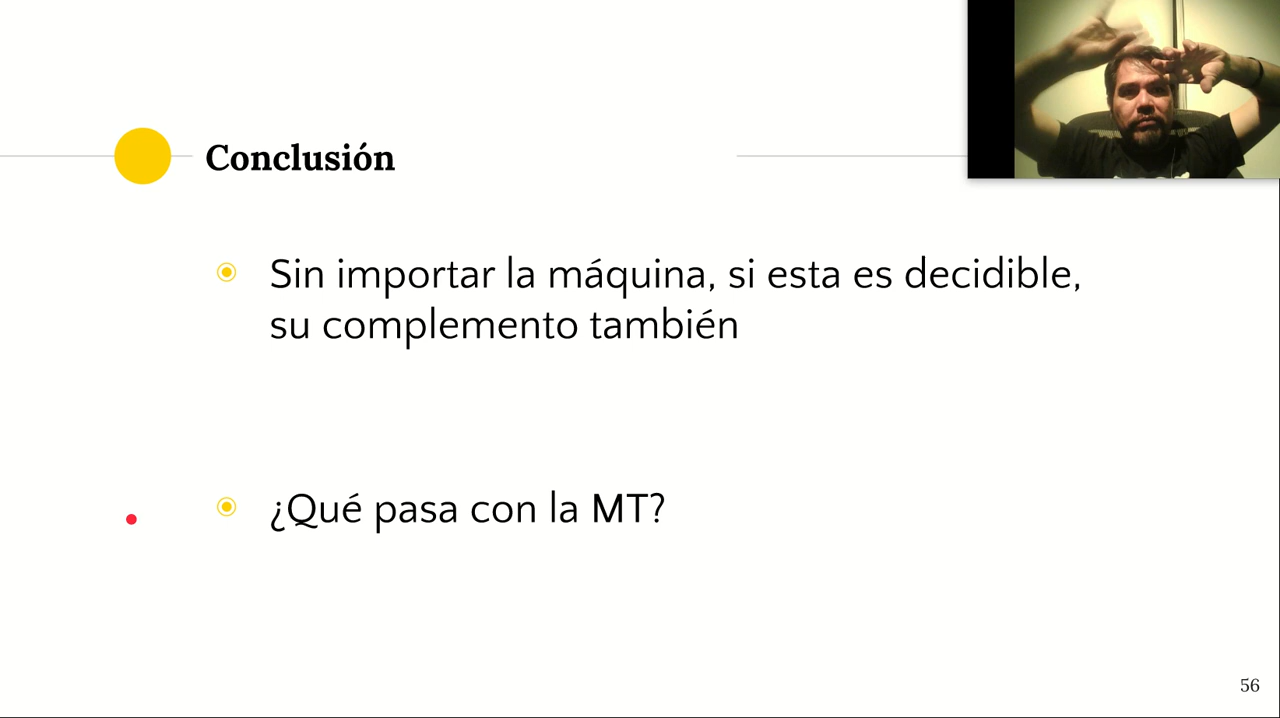 Conclusión
Sin importar la máquina, si esta es decidible,
su complemento también
¿Qué pasa con la MT?
56